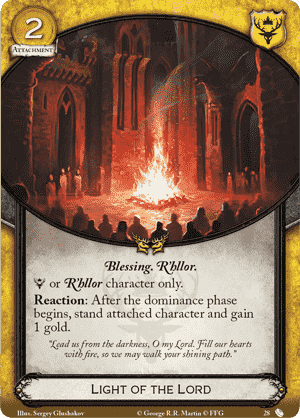 2
ATTACHMENT
Blessing. R'hllor.
or R'hllor character only.
Reaction: After the dominance phase
begins, stand attached character and gain
1 gold.
"Lead us from the darkness, O my Lord. Fill our hearts
with fire, so we may walk your shining path."
LIGHT OF THE LORD
Illus. Sergey Glushakov © George R.R. Martin © FFG 28